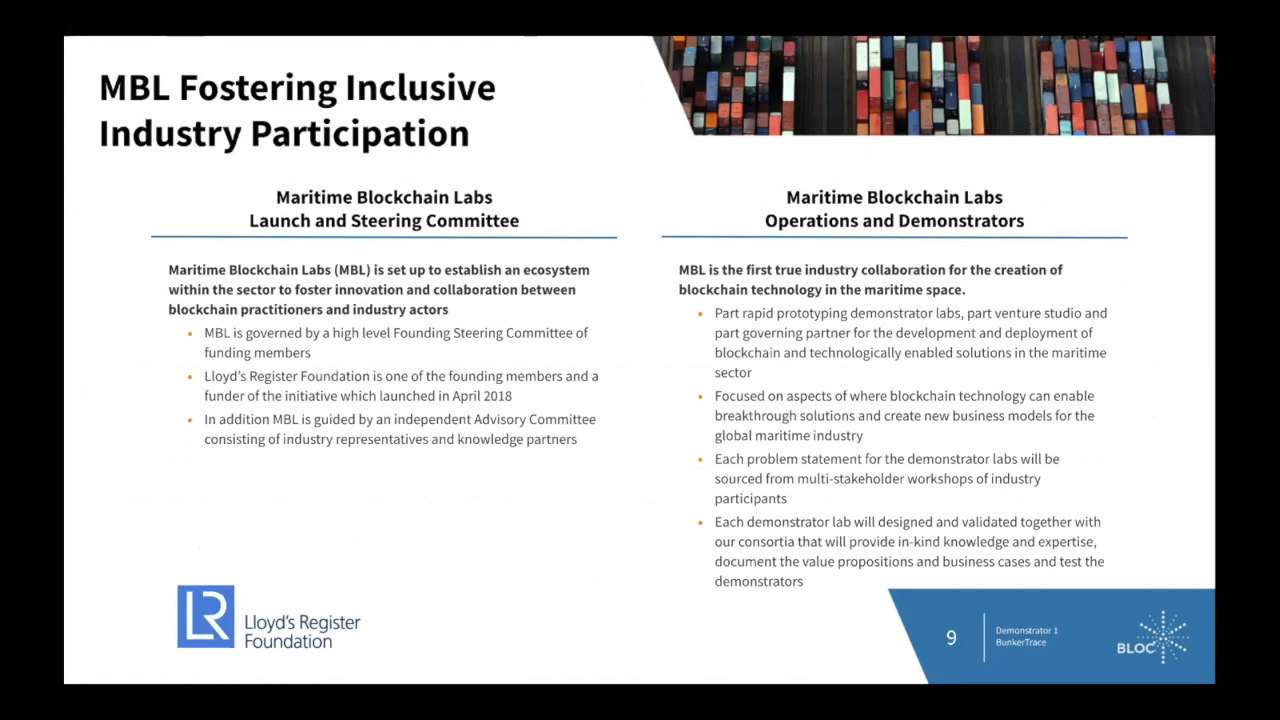 MBL Fostering Inclusive
Industry Participation
Maritime Blockchain Labs
Launch and Steering Committee
Maritime Blockchain Labs (MBL) is set up to establish an ecosystem
within the sector to foster innovation and collaboration between
blockchain practitioners and industry actors
• MBL is governed by a high level Founding Steering Committee of
funding members
• Lloyd's Register Foundation is one of the founding members and a
funder of the initiative which launched in April 2018
• In addition MBL is guided by an independent Advisory Committee
consisting of industry representatives and knowledge partners
Maritime Blockchain Labs
Operations and Demonstrators
MBL is the first true industry collaboration for the creation of
blockchain technology in the maritime space.
• Part rapid prototyping demonstrator labs, part venture studio and
part governing partner for the development and deployment of
blockchain and technologically enabled solutions in the maritime
sector
• Focused on aspects of where blockchain technology can enable
breakthrough solutions and create new business models for the
global maritime industry
• Each problem statement for the demonstrator labs will be
sourced from multi-stakeholder workshops of industry
participants
• Each demonstrator lab will designed and validated together with
our consortia that will provide in-kind knowledge and expertise,
document the value propositions and business cases and test the
demonstrators
LR
Lloyd's Register
Foundation
9
Demonstrator 1
BunkerTrace
BLOC